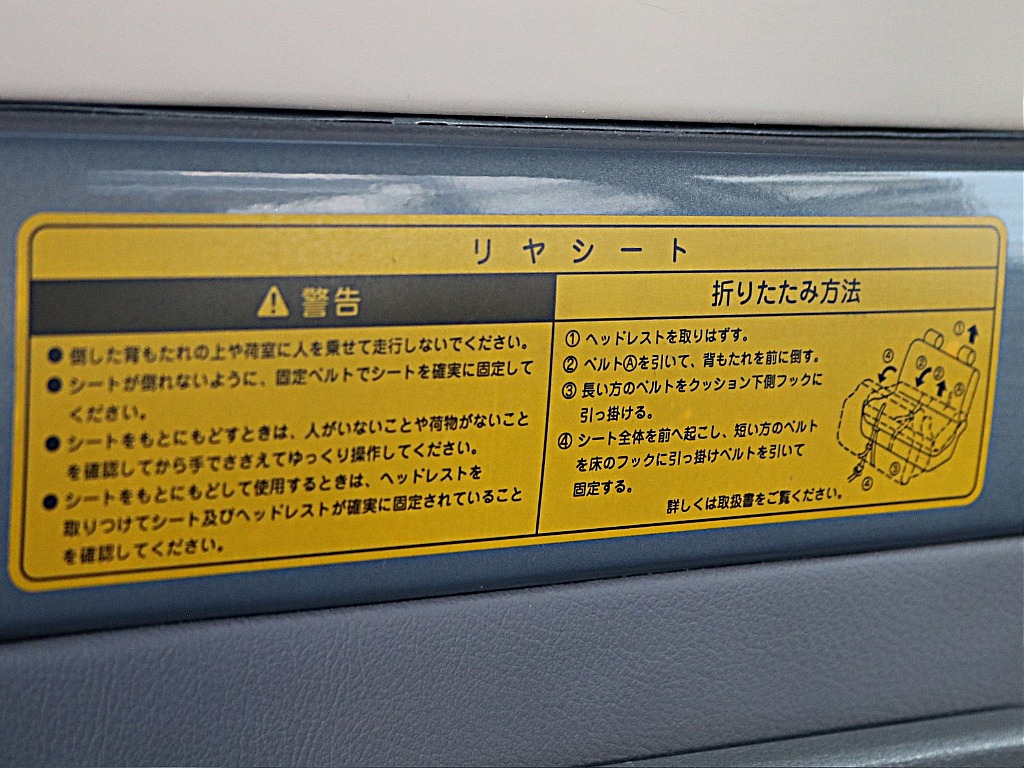 リヤシート
⚠警告
● 倒した背もたれの上や荷室に人を乗せて走行しないでください。
● シートが倒れないように、固定ベルトでシートを確実に固定して
ください。
● シートをもとにもどすときは、人がいないことや荷物がないこと
を確認してから手でささえてゆっくり操作してください。
● シートをもとにもどして使用するときは、ヘッドレストを
取りつけてシート及びヘッドレストが確実に固定されていること
を確認してください。
折りたたみ方法
① ヘッドレストを取りはずす。
② ベルトⒶを引いて、背もたれを前に倒す。
③ 長い方のベルトをクッション下側フックに
引っ掛ける。
④ シート全体を前へ起こし、短い方のベルト
を床のフックに引っ掛けベルトを引いて
固定する。
詳しくは取扱書をご覧ください。
①
④ ② ② Ⓐ
③
④